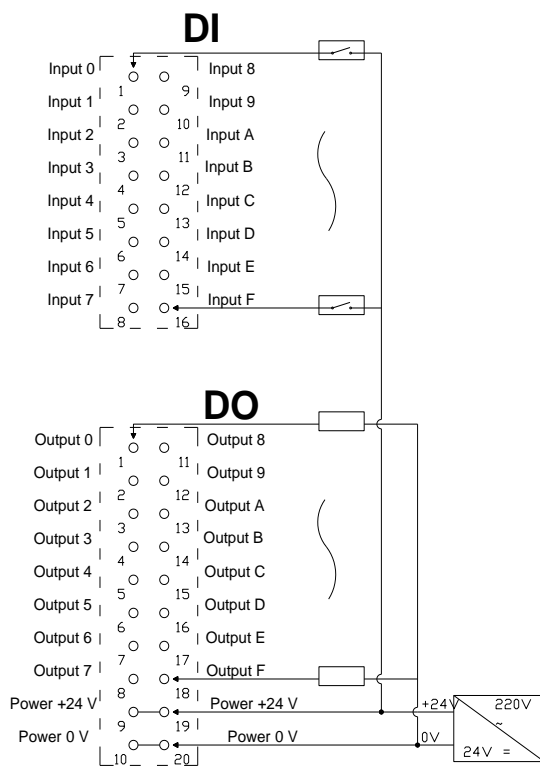 DI
Input 0 Input 8
1 9
Input 1 Input 9
2 10
Input 2 Input A
3 11
Input 3 Input B
4 12
Input 4 Input C
5 13
Input 5 Input D
6 14
Input 6 Input E
7 15
Input 7 Input F
8 16
DO
Output 0 Output 8
1 11
Output 1 Output 9
2 12
Output 2 Output A
3 13
Output 3 Output B
4 14
Output 4 Output C
5 15
Output 5 Output D
6 16
Output 6 Output E
7 17
Output 7 Output F
8 18
Power +24 V Power +24 V +24V 220V
9 19 ~
Power 0 V Power 0 V 0V
10 20 24V =